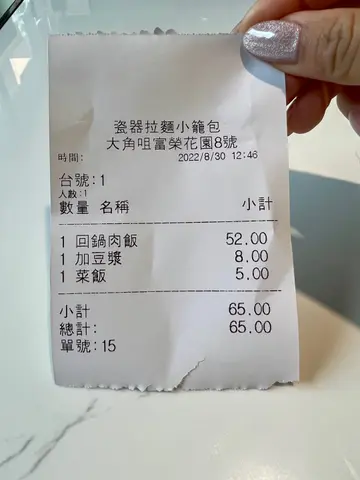 瓷器拉麵小籠包
大角咀富榮花園8號
時間: 2022/8/30 12:46
台號:1
人數:1
數量 名稱 小計
1 回鍋肉飯 52.00
1 加豆漿 8.00
1 菜飯 5.00
小計 65.00
總計: 65.00
單號:15